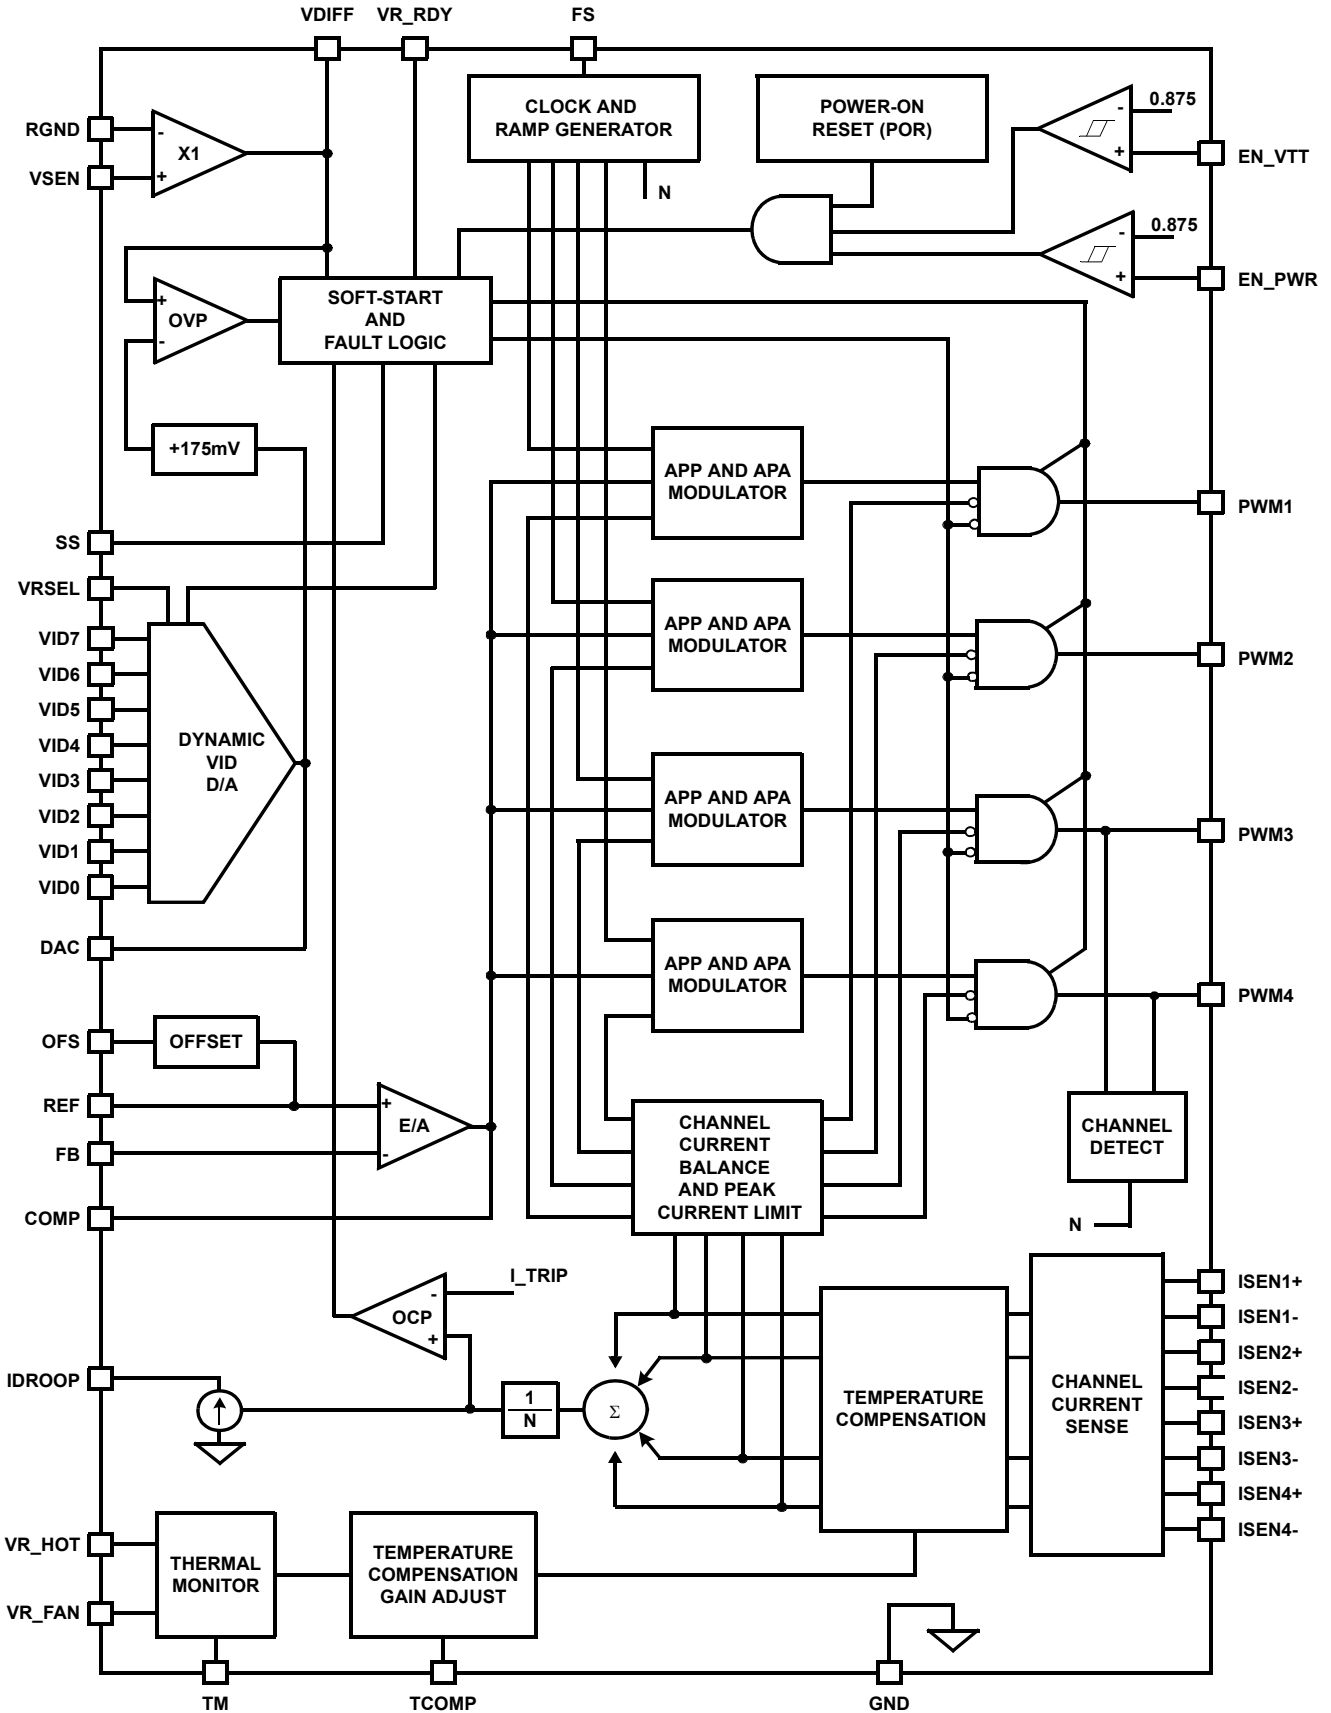 VDIFF
VR_RDY
FS
RGND
VSEN
-
+
X1
CLOCK AND
RAMP GENERATOR
N
POWER-ON
RESET (POR)
-
+
0.875
EN_VTT
-
+
0.875
EN_PWR
+
-
OVP
SOFT-START
AND
FAULT LOGIC
+175mV
APP AND APA
MODULATOR
PWM1
SS
VRSEL
VID7
VID6
VID5
VID4
VID3
VID2
VID1
VID0
DYNAMIC
VID
D/A
APP AND APA
MODULATOR
PWM2
APP AND APA
MODULATOR
PWM3
DAC
APP AND APA
MODULATOR
PWM4
OFS
OFFSET
REF
FB
+
-
E/A
COMP
CHANNEL
CURRENT
BALANCE
AND PEAK
CURRENT LIMIT
CHANNEL
DETECT
N
I_TRIP
-
+
OCP
IDROOP
1
N
Σ
TEMPERATURE
COMPENSATION
CHANNEL
CURRENT
SENSE
ISEN1+
ISEN1-
ISEN2+
ISEN2-
ISEN3+
ISEN3-
ISEN4+
ISEN4-
VR_HOT
VR_FAN
THERMAL
MONITOR
TEMPERATURE
COMPENSATION
GAIN ADJUST
TM
TCOMP
GND